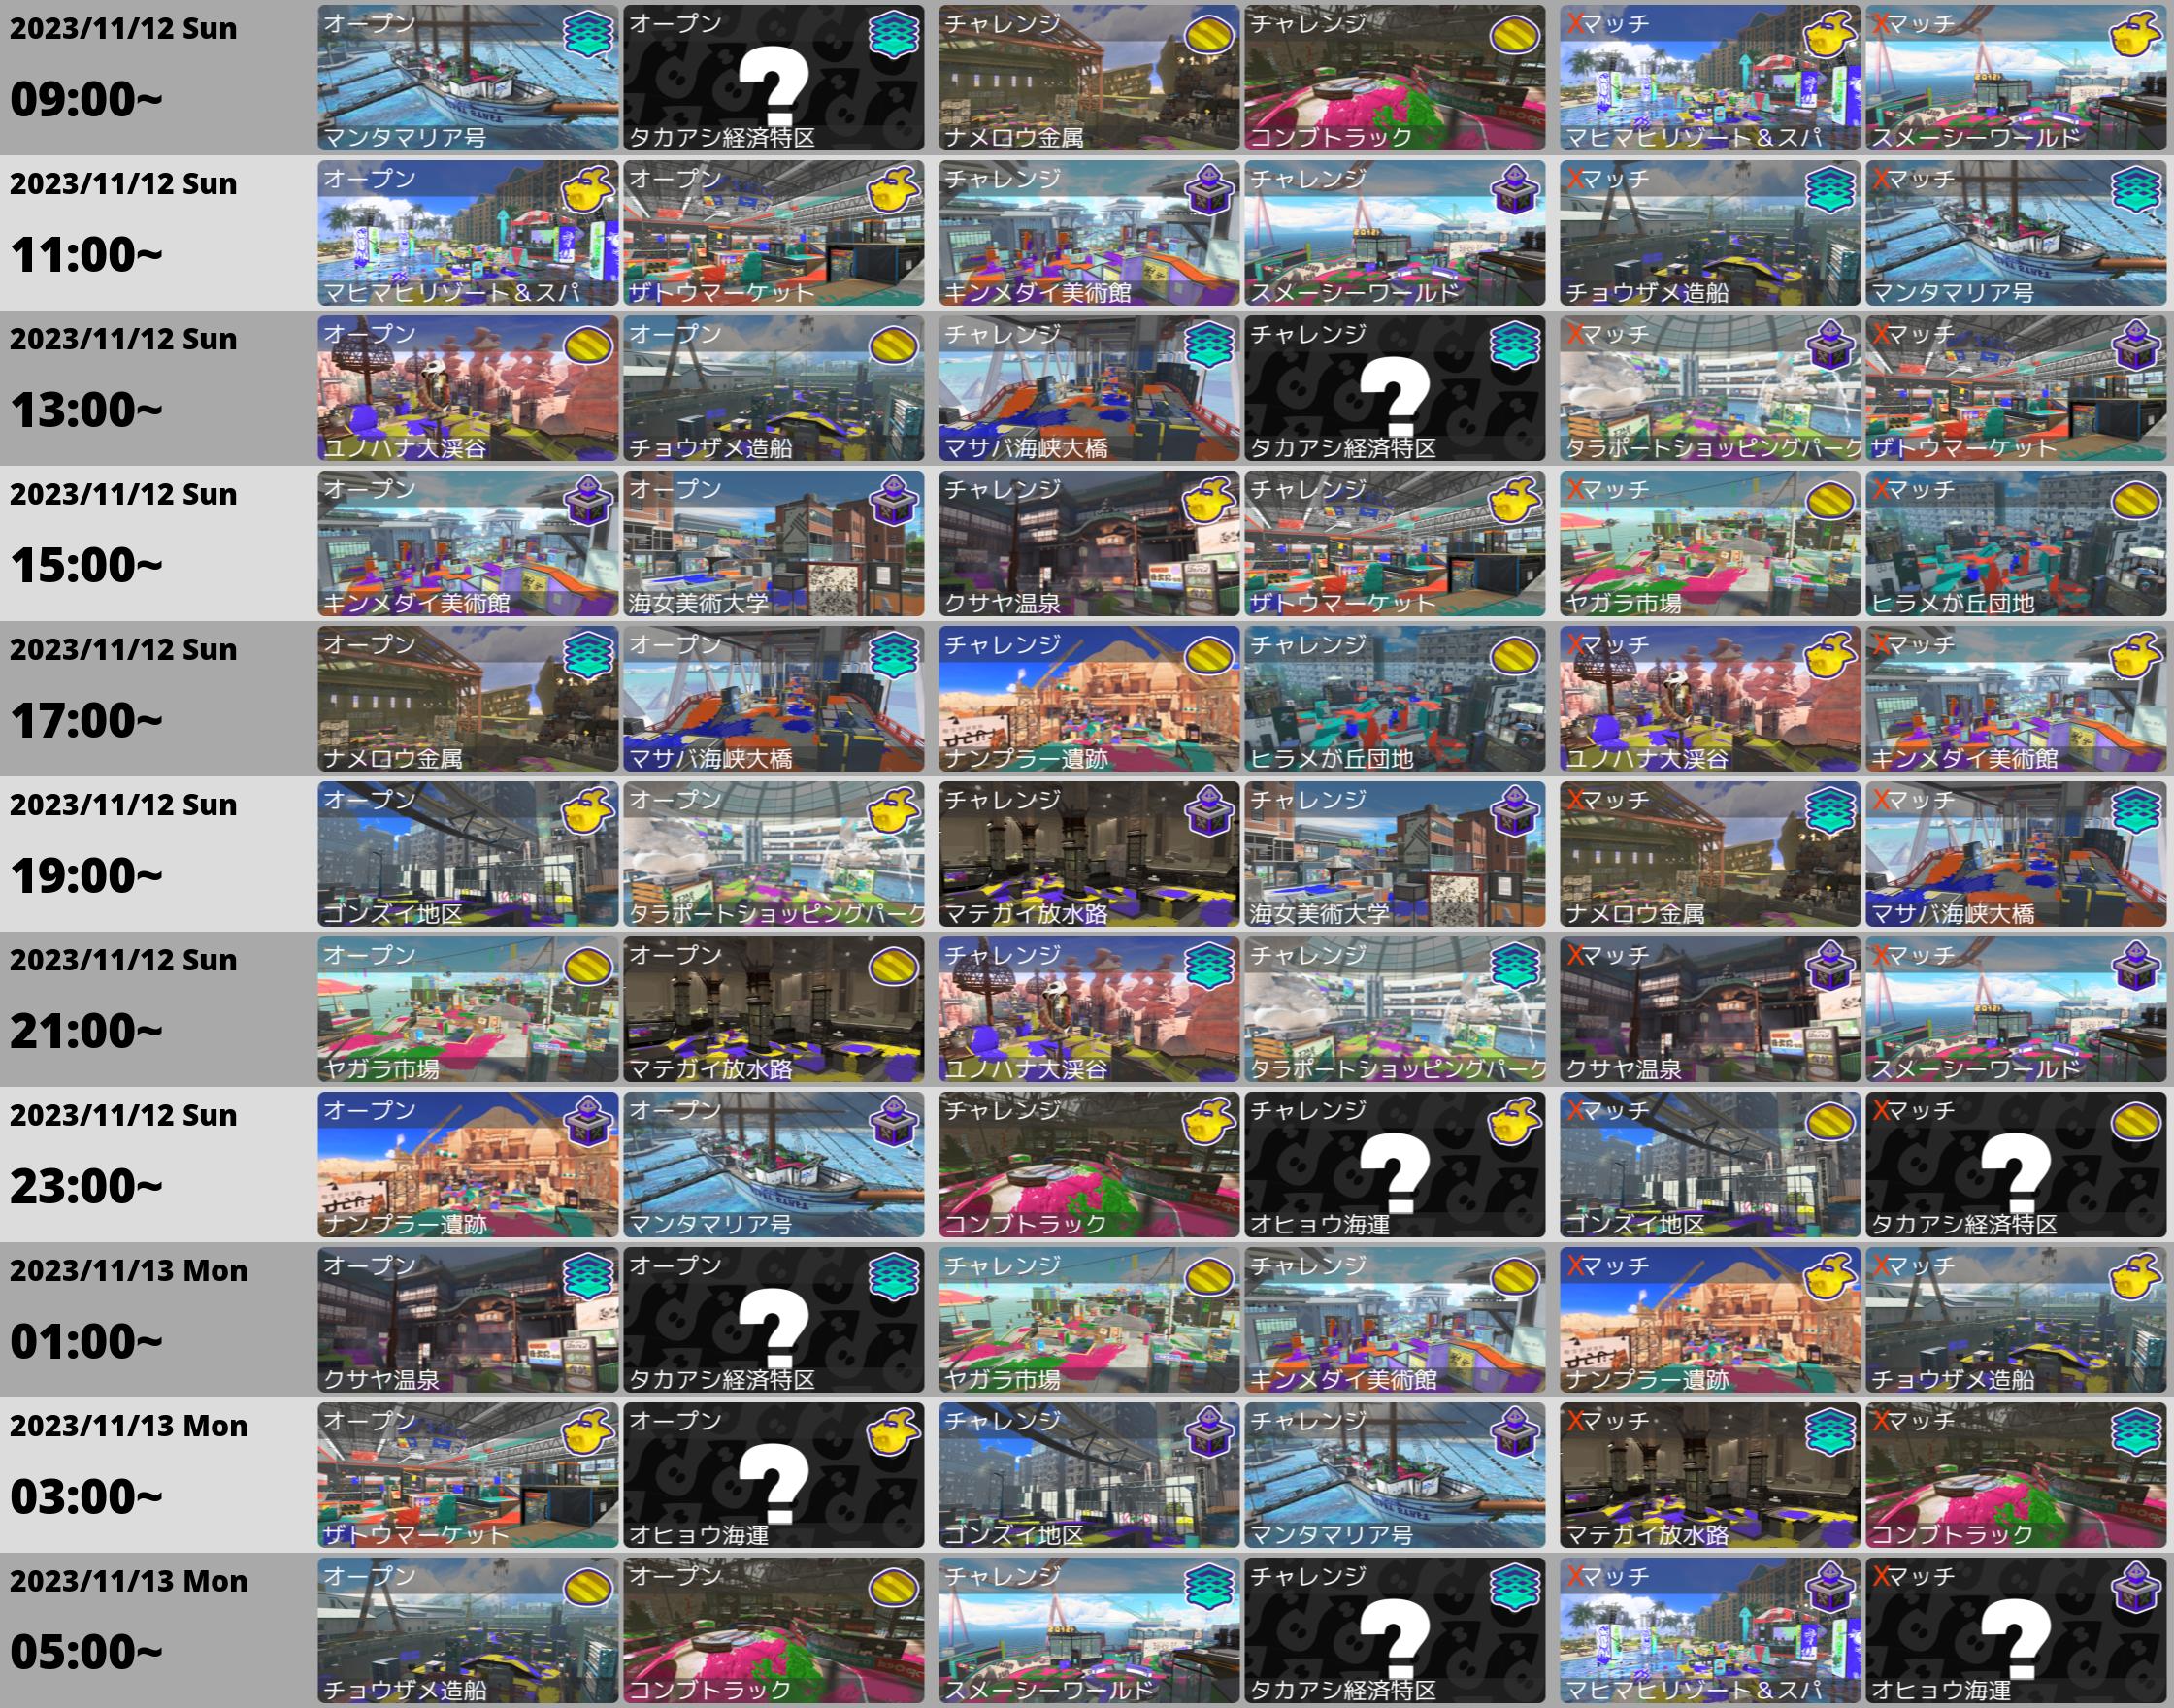 2023/11/12 Sun
09:00~
オープン
マンタマリア号
オープン
タカアシ経済特区
チャレンジ
ナメロウ金属
チャレンジ
コンブトラック
Xマッチ
マヒマヒリゾート＆スパ
Xマッチ
スメーシーワールド
2023/11/12 Sun
11:00~
オープン
マヒマヒリゾート＆スパ
オープン
ザトウマーケット
チャレンジ
キンメダイ美術館
チャレンジ
スメーシーワールド
Xマッチ
チョウザメ造船
Xマッチ
マンタマリア号
2023/11/12 Sun
13:00~
オープン
ユノハナ大渓谷
オープン
チョウザメ造船
チャレンジ
マサバ海峡大橋
チャレンジ
タカアシ経済特区
Xマッチ
タラポートショッピングパーク
Xマッチ
ザトウマーケット
2023/11/12 Sun
15:00~
オープン
キンメダイ美術館
オープン
海女美術大学
チャレンジ
クサヤ温泉
チャレンジ
ザトウマーケット
Xマッチ
ヤガラ市場
Xマッチ
ヒラメが丘団地
2023/11/12 Sun
17:00~
オープン
ナメロウ金属
オープン
マサバ海峡大橋
チャレンジ
ナンプラー遺跡
チャレンジ
ヒラメが丘団地
Xマッチ
ユノハナ大渓谷
Xマッチ
キンメダイ美術館
2023/11/12 Sun
19:00~
オープン
ゴンズイ地区
オープン
タラポートショッピングパーク
チャレンジ
マテガイ放水路
チャレンジ
海女美術大学
Xマッチ
ナメロウ金属
Xマッチ
マサバ海峡大橋
2023/11/12 Sun
21:00~
オープン
ヤガラ市場
オープン
マテガイ放水路
チャレンジ
ユノハナ大渓谷
チャレンジ
タラポートショッピングパーク
Xマッチ
クサヤ温泉
Xマッチ
スメーシーワールド
2023/11/12 Sun
23:00~
オープン
ナンプラー遺跡
オープン
マンタマリア号
チャレンジ
コンブトラック
チャレンジ
オヒョウ海運
Xマッチ
ゴンズイ地区
Xマッチ
タカアシ経済特区
2023/11/13 Mon
01:00~
オープン
クサヤ温泉
オープン
タカアシ経済特区
チャレンジ
ヤガラ市場
チャレンジ
キンメダイ美術館
Xマッチ
ナンプラー遺跡
Xマッチ
チョウザメ造船
2023/11/13 Mon
03:00~
オープン
ザトウマーケット
オープン
オヒョウ海運
チャレンジ
ゴンズイ地区
チャレンジ
マンタマリア号
Xマッチ
マテガイ放水路
Xマッチ
コンブトラック
2023/11/13 Mon
05:00~
オープン
チョウザメ造船
オープン
コンブトラック
チャレンジ
スメーシーワールド
チャレンジ
タカアシ経済特区
Xマッチ
マヒマヒリゾート＆スパ
Xマッチ
オヒョウ海運